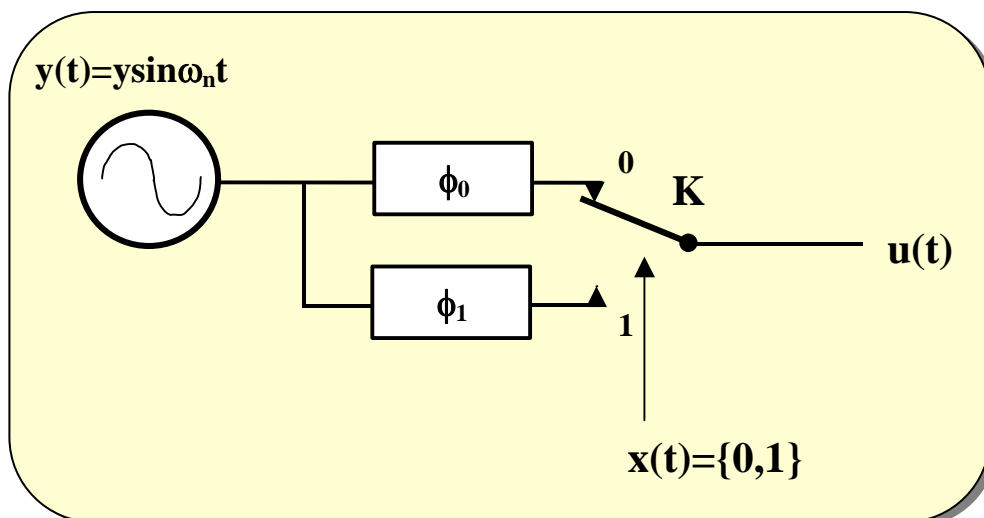 y(t)=ysinωₙt
ϕ₀
0
K
u(t)
ϕ₁
1
x(t)={0,1}